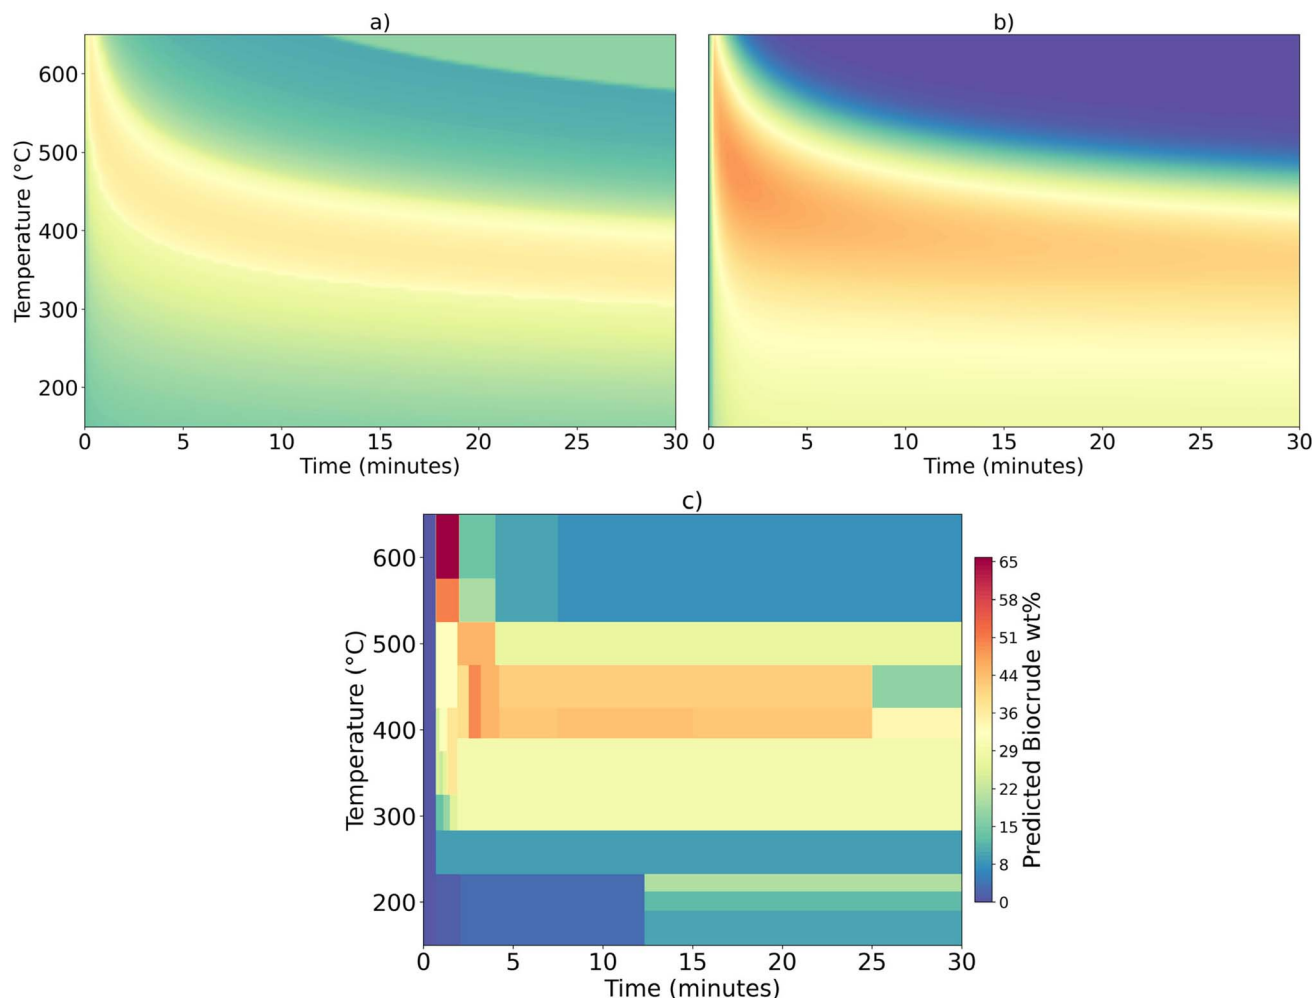 a)
b)
600
500
400
300
200
Temperature (°C)
0 5 10 15 20 25 30
Time (minutes)
0 5 10 15 20 25 30
Time (minutes)
c)
600
500
400
300
200
Temperature (°C)
0 5 10 15 20 25 30
Time (minutes)
65
58
51
44
36
29
22
15
8
0
Predicted Biocrude wt%